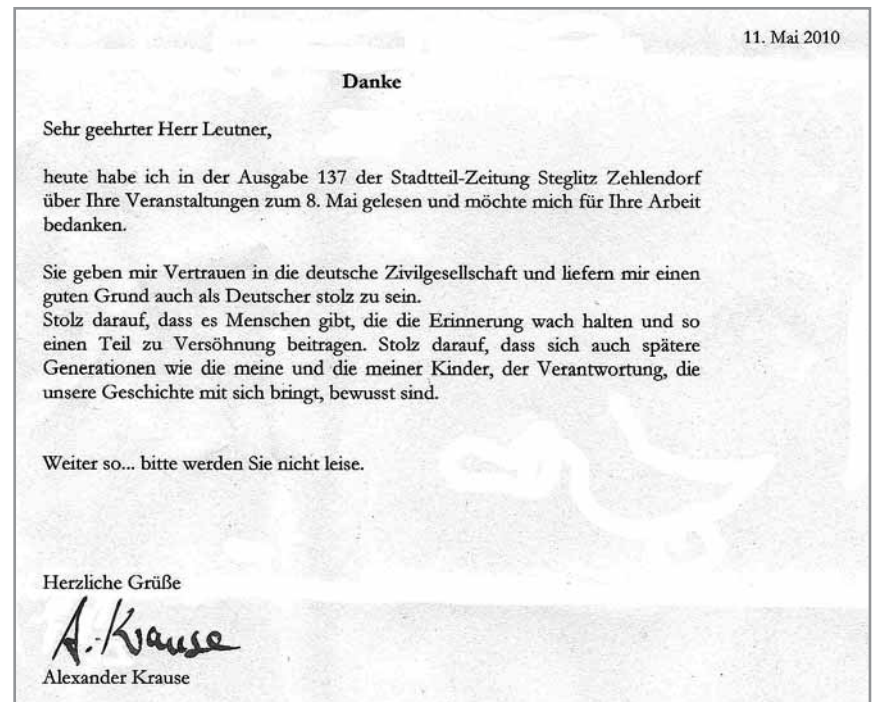 11. Mai 2010
Danke
Sehr geehrter Herr Leutner,
heute habe ich in der Ausgabe 137 der Stadtteil-Zeitung Steglitz Zehlendorf
über Ihre Veranstaltungen zum 8. Mai gelesen und möchte mich für Ihre Arbeit
bedanken.
Sie geben mir Vertrauen in die deutsche Zivilgesellschaft und liefern mir einen
guten Grund auch als Deutscher stolz zu sein.
Stolz darauf, dass es Menschen gibt, die die Erinnerung wach halten und so
einen Teil zu Versöhnung beitragen. Stolz darauf, dass sich auch spätere
Generationen wie die meine und die meiner Kinder, der Verantwortung, die
unsere Geschichte mit sich bringt, bewusst sind.
Weiter so... bitte werden Sie nicht leise.
Herzliche Grüße
A. Krause
Alexander Krause